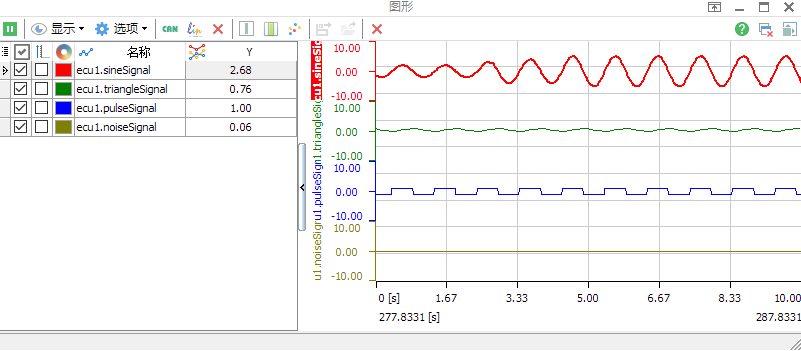 图形
显示 选项 CAN lin
名称 Y
ecu1.sineSignal 2.68
ecu1.triangleSignal 0.76
ecu1.pulseSignal 1.00
ecu1.noiseSignal 0.06
10.00
0.00
-10.00
10.00
0.00
-10.00
10.00
0.00
-10.00
10.00
0.00
-10.00
cu1.sineSig
u1.triangleSi
u1.pulseSign
u1.noiseSig
0 [s] 1.67 3.33 5.00 6.67 8.33 10.00
277.8331 [s] 287.8331